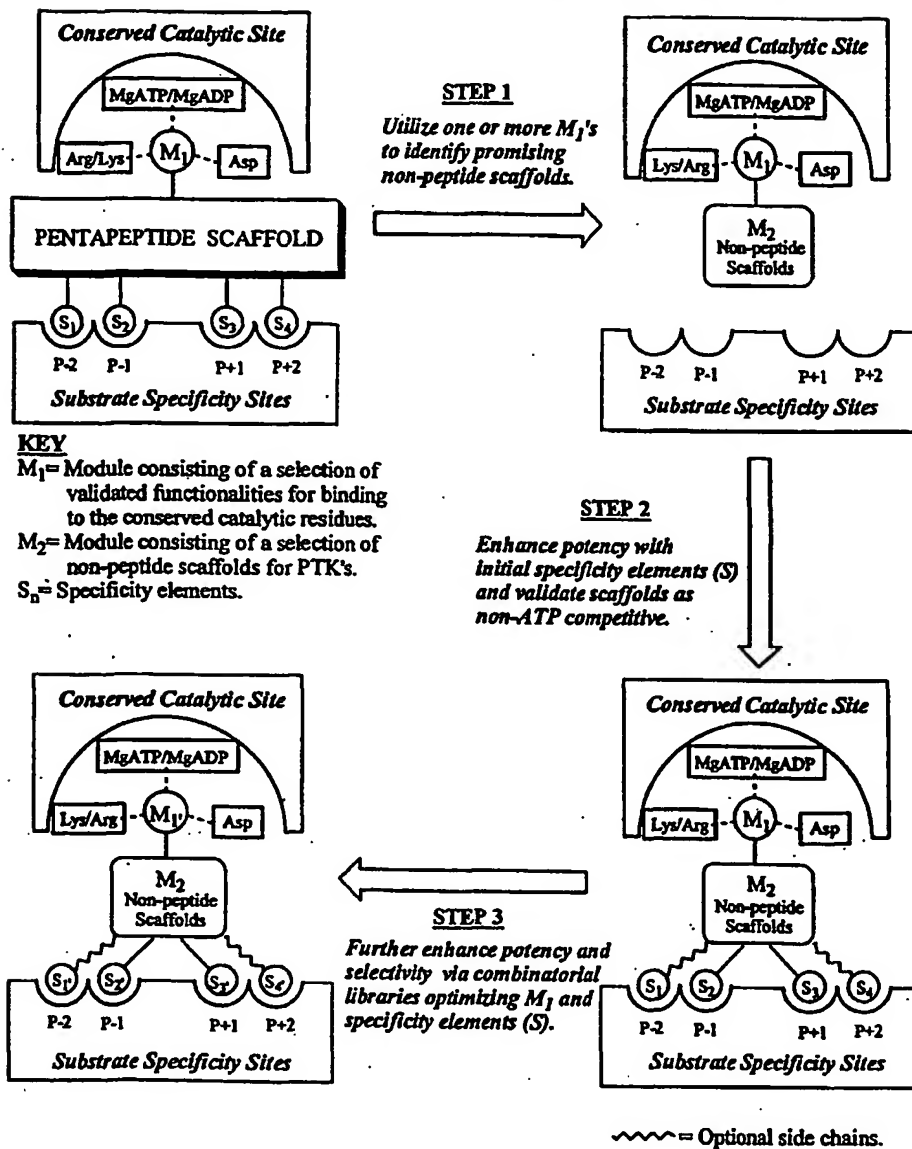 Conserved Catalytic Site
MgATP/MgADP
Arg/Lys
M1
Asp
PENTAPEPTIDE SCAFFOLD
S1
S2
S3
S4
P-2
P-1
P+1
P+2
Substrate Specificity Sites
STEP 1
Utilize one or more M1's
to identify promising
non-peptide scaffolds.
Conserved Catalytic Site
MgATP/MgADP
Lys/Arg
M1
Asp
M2
Non-peptide
Scaffolds
P-2
P-1
P+1
P+2
Substrate Specificity Sites
KEY
M1= Module consisting of a selection of
validated functionalities for binding
to the conserved catalytic residues.
M2= Module consisting of a selection of
non-peptide scaffolds for PTK's.
Sn= Specificity elements.
STEP 2
Enhance potency with
initial specificity elements (S)
and validate scaffolds as
non-ATP competitive.
Conserved Catalytic Site
MgATP/MgADP
Lys/Arg
M1'
Asp
M2
Non-peptide
Scaffolds
S1'
S2'
S3'
S4'
P-2
P-1
P+1
P+2
Substrate Specificity Sites
STEP 3
Further enhance potency and
selectivity via combinatorial
libraries optimizing M1 and
specificity elements (S).
Conserved Catalytic Site
MgATP/MgADP
Lys/Arg
M1
Asp
M2
Non-peptide
Scaffolds
S1
S2
S3
S4
P-2
P-1
P+1
P+2
Substrate Specificity Sites
= Optional side chains.